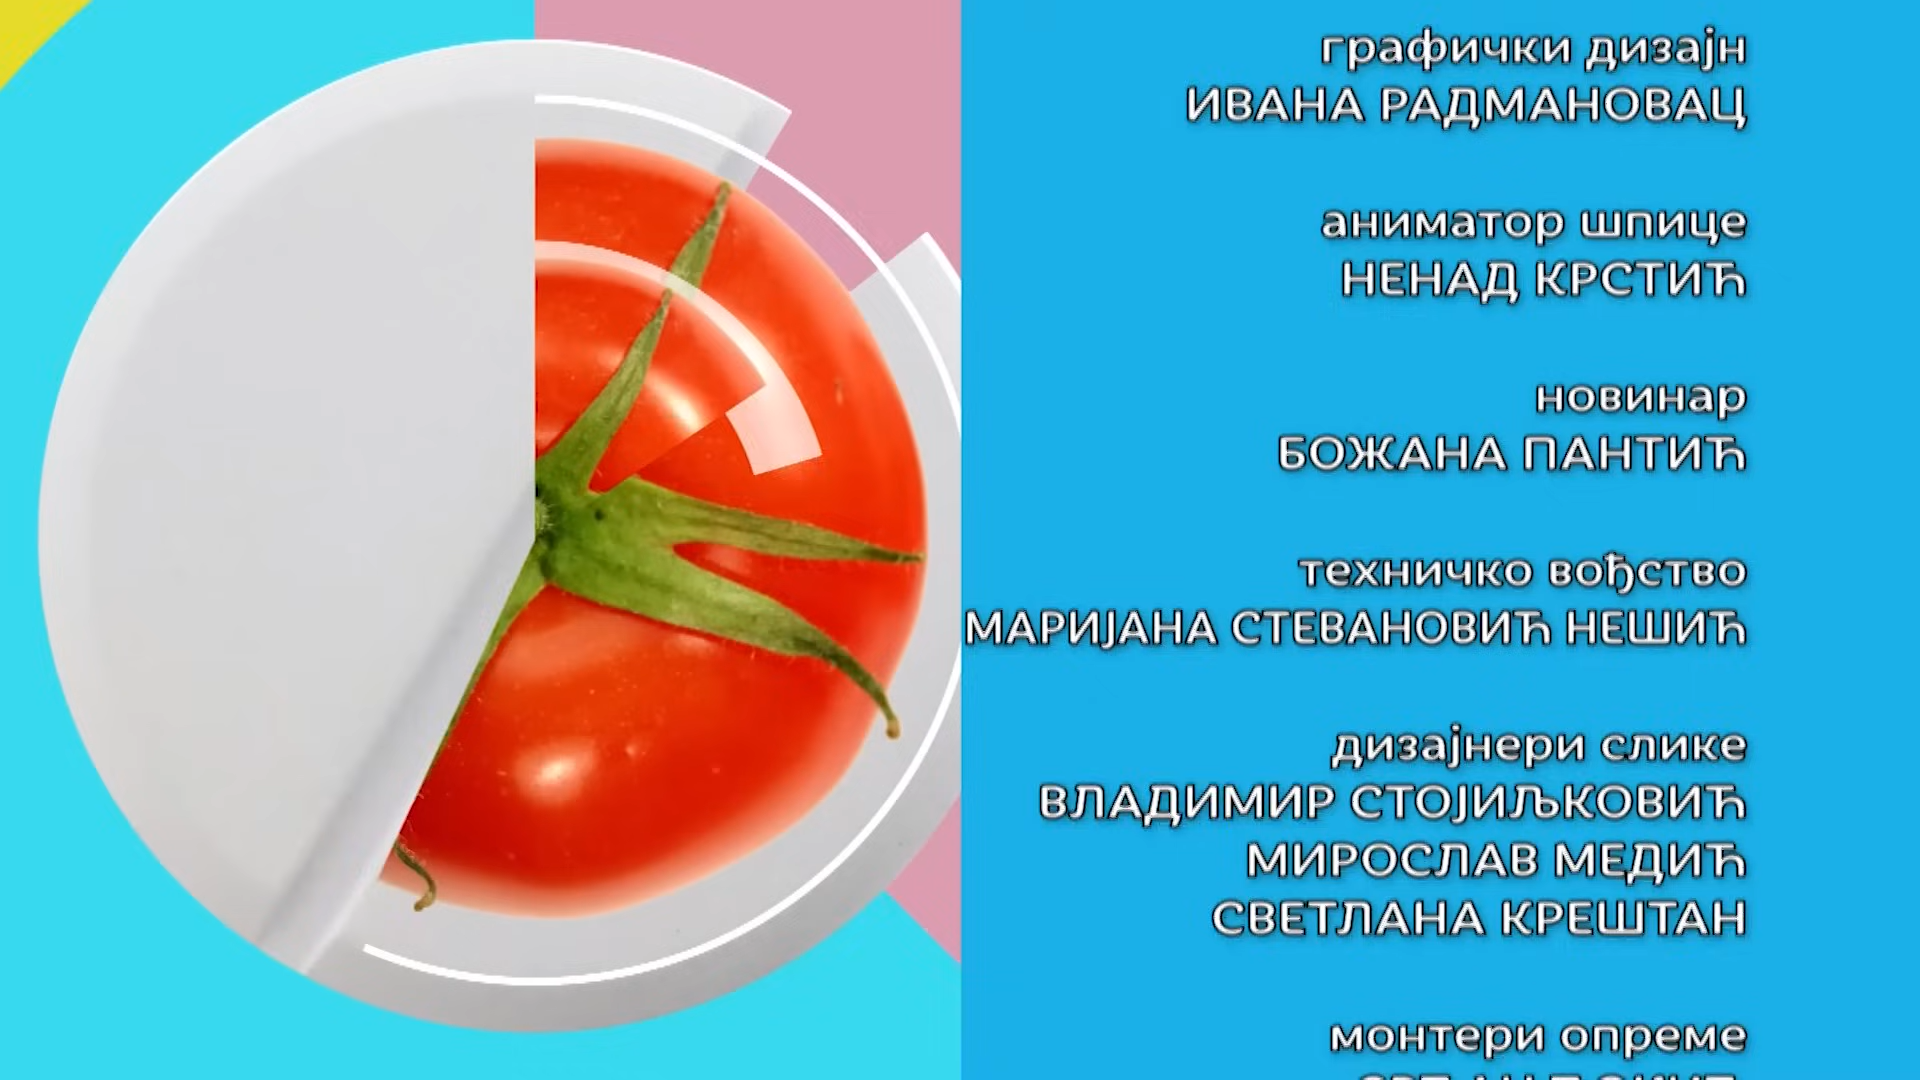 графички дизајн
ИВАНА РАДМАНОВАЦ
аниматор шпице
НЕНАД КРСТИЋ
новинар
БОЖАНА ПАНТИЋ
техничко вођство
МАРИЈАНА СТЕВАНОВИЋ НЕШИЋ
дизајнери слике
ВЛАДИМИР СТОЈИЉКОВИЋ
МИРОСЛАВ МЕДИЋ
СВЕТЛАНА КРЕШТАН
монтери опреме